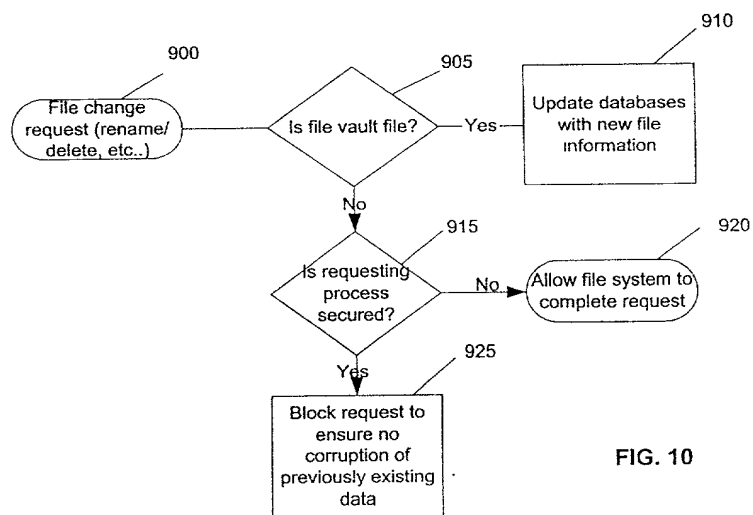 900
File change
request (rename/
delete, etc..)
905
Is file vault file?
Yes
910
Update databases
with new file
information
No
915
Is requesting
process
secured?
No
920
Allow file system to
complete request
Yes
925
Block request to
ensure no
corruption of
previously existing
data
FIG. 10